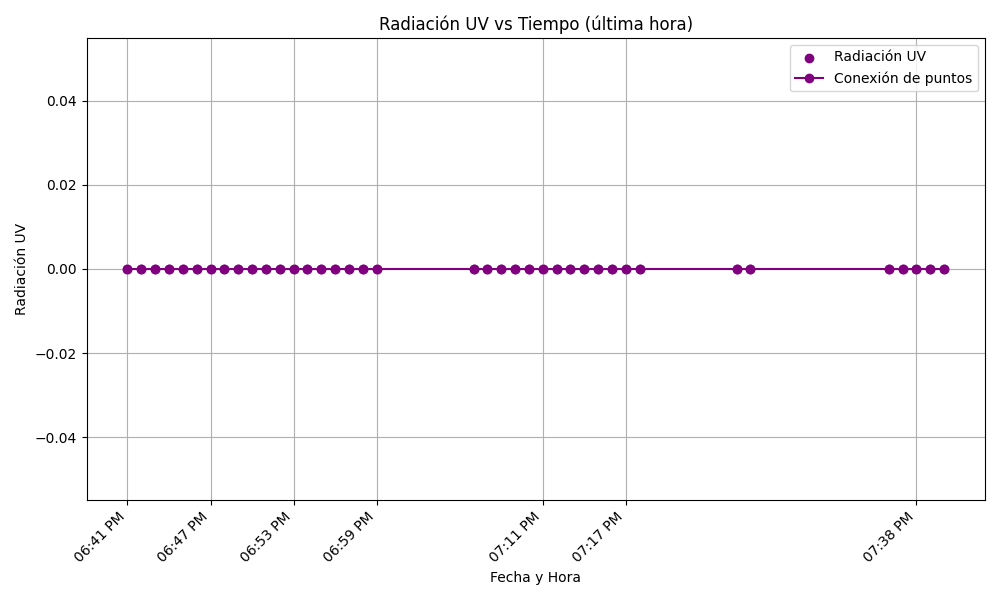 Radiación UV vs Tiempo (última hora)
Radiación UV
Conexión de puntos
Radiación UV
0.04
0.02
0.00
−0.02
−0.04
06:41 PM
06:47 PM
06:53 PM
06:59 PM
07:11 PM
07:17 PM
07:38 PM
Fecha y Hora